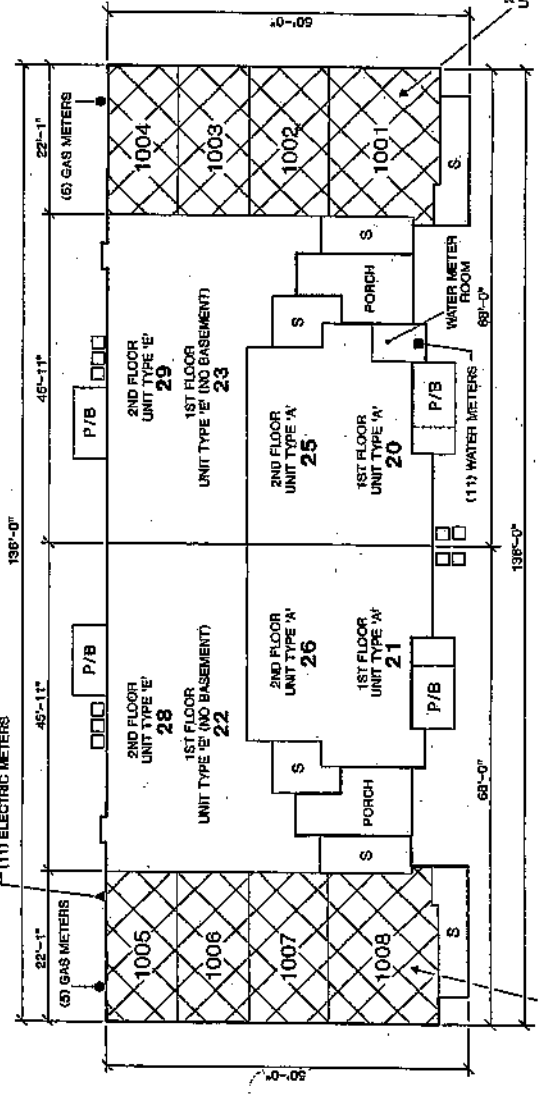 136'-0"
22'-1"
45'-11"
45'-11"
22'-1"
(5) GAS METERS
(11) ELECTRIC METERS
(6) GAS METERS
P/B
P/B
1005
1006
1007
1008
2ND FLOOR
UNIT TYPE 'E'
28
1ST FLOOR
UNIT TYPE 'E' (NO BASEMENT)
22
2ND FLOOR
UNIT TYPE 'E'
29
1ST FLOOR
UNIT TYPE 'E' (NO BASEMENT)
23
1004
1003
1002
1001
2ND FLOOR
UNIT TYPE 'A'
26
1ST FLOOR
UNIT TYPE 'A'
21
2ND FLOOR
UNIT TYPE 'A'
25
1ST FLOOR
UNIT TYPE 'A'
20
S
S
PORCH
S
P/B
S
S
PORCH
S
P/B
WATER METER
ROOM
(11) WATER METERS
68'-0"
68'-0"
136'-0"
50'-0"